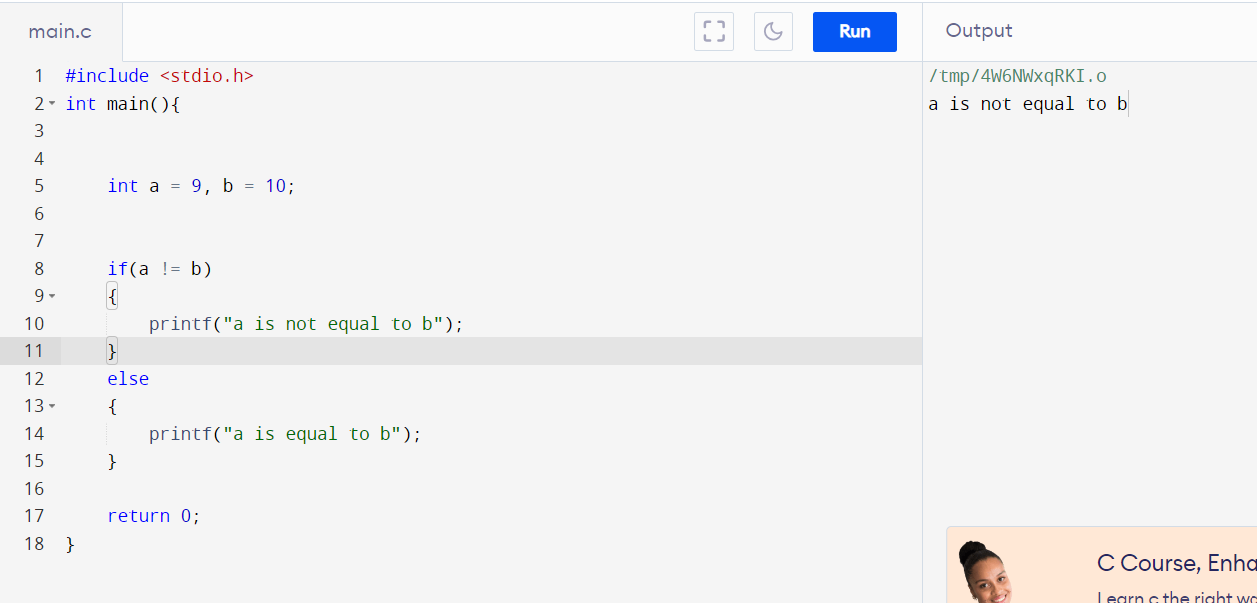 main.c
Run
1 #include <stdio.h>
2 int main(){
3
4
5     int a = 9, b = 10;
6
7
8     if(a != b)
9     {
10         printf("a is not equal to b");
11     }
12     else
13     {
14         printf("a is equal to b");
15     }
16
17     return 0;
18 }
Output
/tmp/4W6NWxqRKI.o
a is not equal to b
C Course, Enha
Learn c the right wa